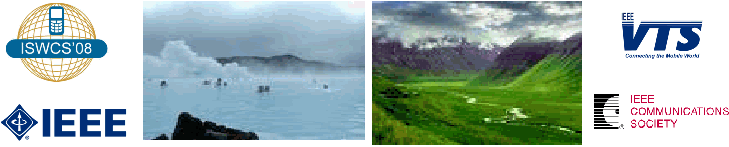 ISWCS'08
IEEE
IEEE
VTS
Connecting the Mobile World
IEEE
COMMUNICATIONS
SOCIETY